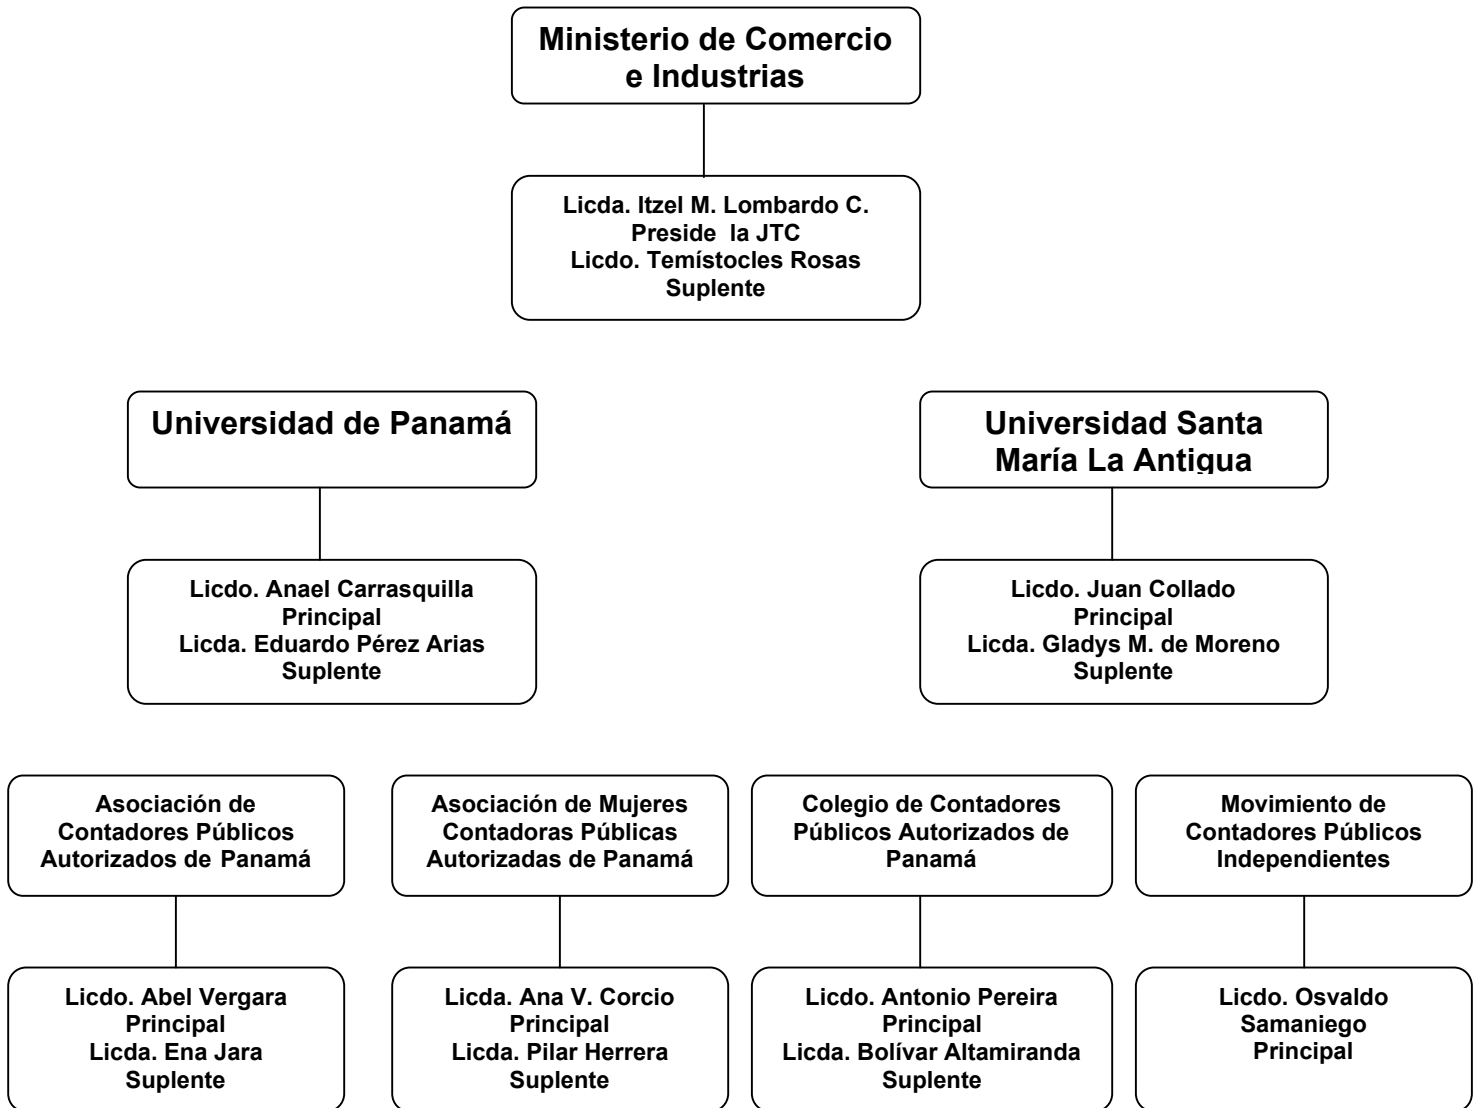 Ministerio de Comercio
e Industrias
Licda. Itzel M. Lombardo C.
Preside la JTC
Licdo. Temístocles Rosas
Suplente
Universidad de Panamá
Universidad Santa
María La Antigua
Licdo. Anael Carrasquilla
Principal
Licda. Eduardo Pérez Arias
Suplente
Licdo. Juan Collado
Principal
Licda. Gladys M. de Moreno
Suplente
Asociación de
Contadores Públicos
Autorizados de Panamá
Asociación de Mujeres
Contadoras Públicas
Autorizadas de Panamá
Colegio de Contadores
Públicos Autorizados de
Panamá
Movimiento de
Contadores Públicos
Independientes
Licdo. Abel Vergara
Principal
Licda. Ena Jara
Suplente
Licda. Ana V. Corcio
Principal
Licda. Pilar Herrera
Suplente
Licdo. Antonio Pereira
Principal
Licda. Bolívar Altamiranda
Suplente
Licdo. Osvaldo
Samaniego
Principal